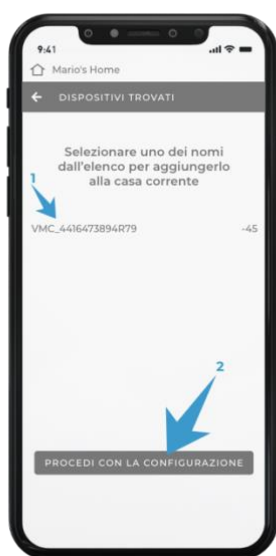 9:41
Mario's Home
DISPOSITIVI TROVATI
Selezionare uno dei nomi
dall'elenco per aggiungerlo
alla casa corrente
1
VMC_4416473894R79 -45
2
PROCEDI CON LA CONFIGURAZIONE